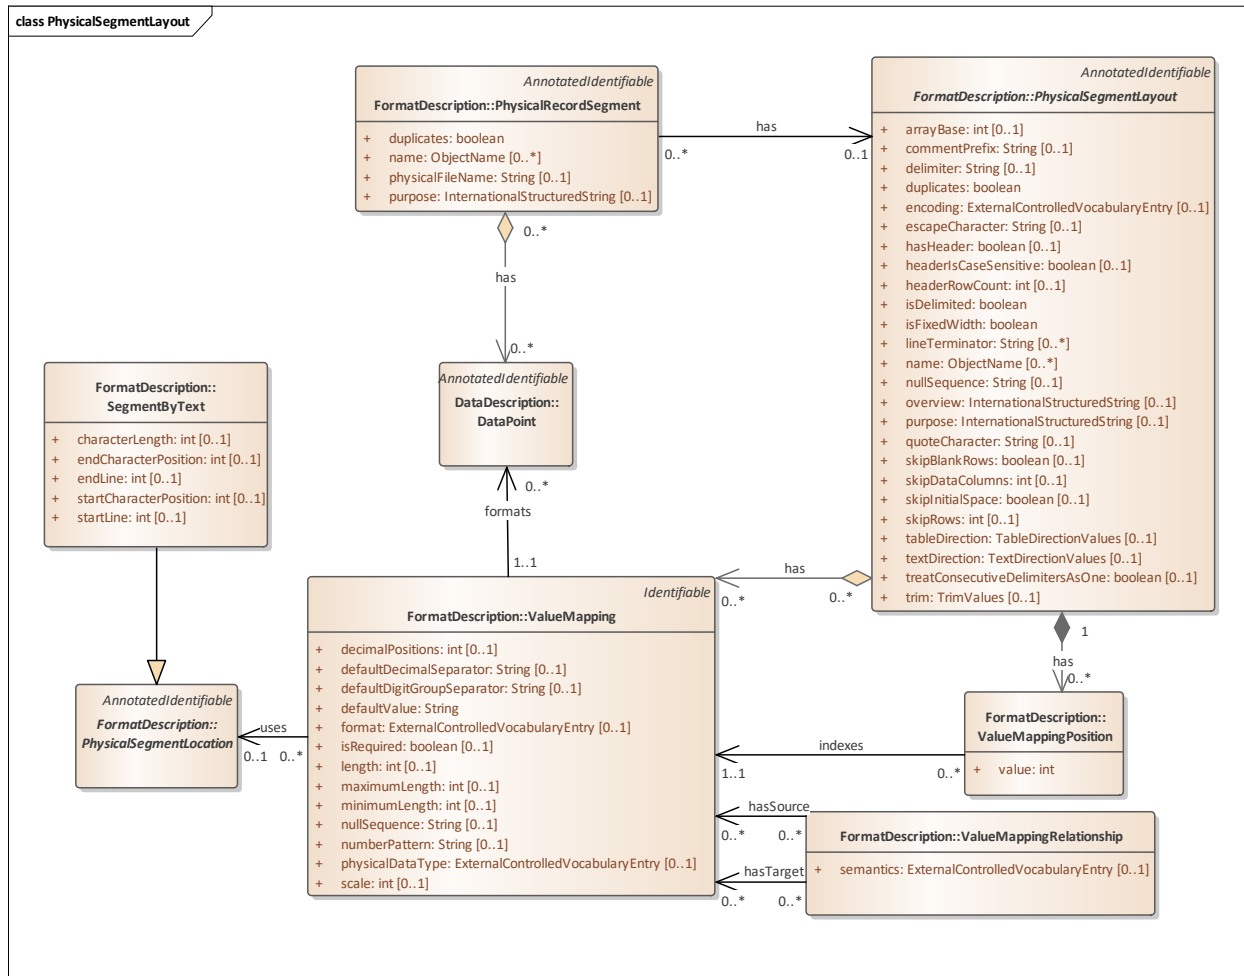 class PhysicalSegmentLayout
AnnotatedIdentifiable
FormatDescription::PhysicalRecordSegment
+ duplicates: boolean
+ name: ObjectName [0..*]
+ physicalFileName: String [0..1]
+ purpose: InternationalStructuredString [0..1]
has
0..*
0..1
AnnotatedIdentifiable
FormatDescription::PhysicalSegmentLayout
+ arrayBase: int [0..1]
+ commentPrefix: String [0..1]
+ delimiter: String [0..1]
+ duplicates: boolean
+ encoding: ExternalControlledVocabularyEntry [0..1]
+ escapeCharacter: String [0..1]
+ hasHeader: boolean [0..1]
+ headerIsCaseSensitive: boolean [0..1]
+ headerRowCount: int [0..1]
+ isDelimited: boolean
+ isFixedWidth: boolean
+ lineTerminator: String [0..*]
+ name: ObjectName [0..*]
+ nullSequence: String [0..1]
+ overview: InternationalStructuredString [0..1]
+ purpose: InternationalStructuredString [0..1]
+ quoteCharacter: String [0..1]
+ skipBlankRows: boolean [0..1]
+ skipDataColumns: int [0..1]
+ skipInitialSpace: boolean [0..1]
+ skipRows: int [0..1]
+ tableDirection: TableDirectionValues [0..1]
+ textDirection: TextDirectionValues [0..1]
+ treatConsecutiveDelimitersAsOne: boolean [0..1]
+ trim: TrimValues [0..1]
0..*
has
0..*
AnnotatedIdentifiable
DataDescription::
DataPoint
FormatDescription::
SegmentByText
+ characterLength: int [0..1]
+ endCharacterPosition: int [0..1]
+ endLine: int [0..1]
+ startCharacterPosition: int [0..1]
+ startLine: int [0..1]
0..*
formats
1..1
has
0..*
0..*
1
has
0..*
Identifiable
FormatDescription::ValueMapping
+ decimalPositions: int [0..1]
+ defaultDecimalSeparator: String [0..1]
+ defaultDigitGroupSeparator: String [0..1]
+ defaultValue: String
+ format: ExternalControlledVocabularyEntry [0..1]
+ isRequired: boolean [0..1]
+ length: int [0..1]
+ maximumLength: int [0..1]
+ minimumLength: int [0..1]
+ nullSequence: String [0..1]
+ numberPattern: String [0..1]
+ physicalDataType: ExternalControlledVocabularyEntry [0..1]
+ scale: int [0..1]
AnnotatedIdentifiable
FormatDescription::
PhysicalSegmentLocation
uses
0..1
0..*
FormatDescription::
ValueMappingPosition
+ value: int
indexes
1..1
0..*
hasSource
0..*
0..*
hasTarget
0..*
0..*
FormatDescription::ValueMappingRelationship
+ semantics: ExternalControlledVocabularyEntry [0..1]